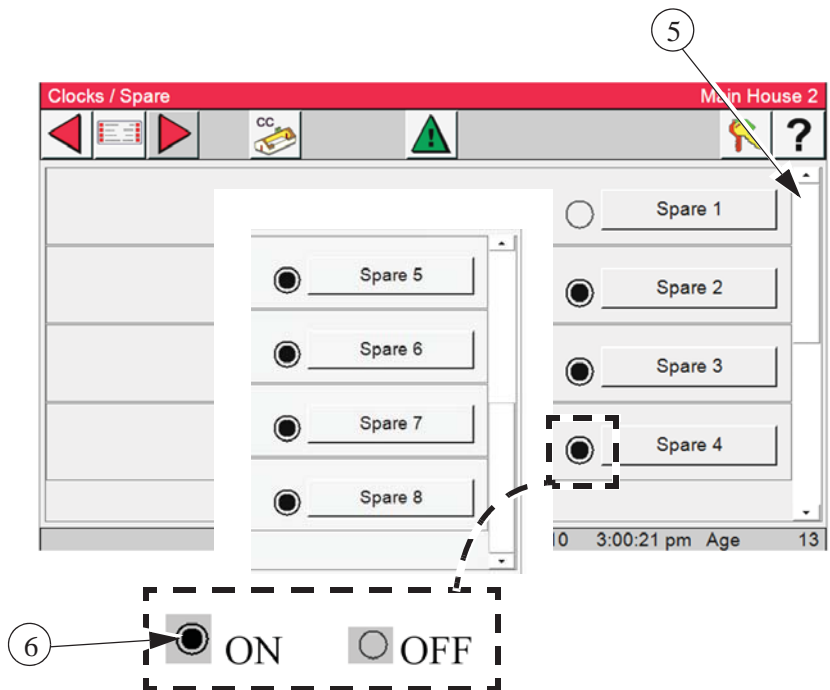 5
Clocks / Spare Main House 2
CC
?
Spare 1
Spare 2
Spare 3
Spare 4
Spare 5
Spare 6
Spare 7
Spare 8
10 3:00:21 pm Age 13
6
ON OFF